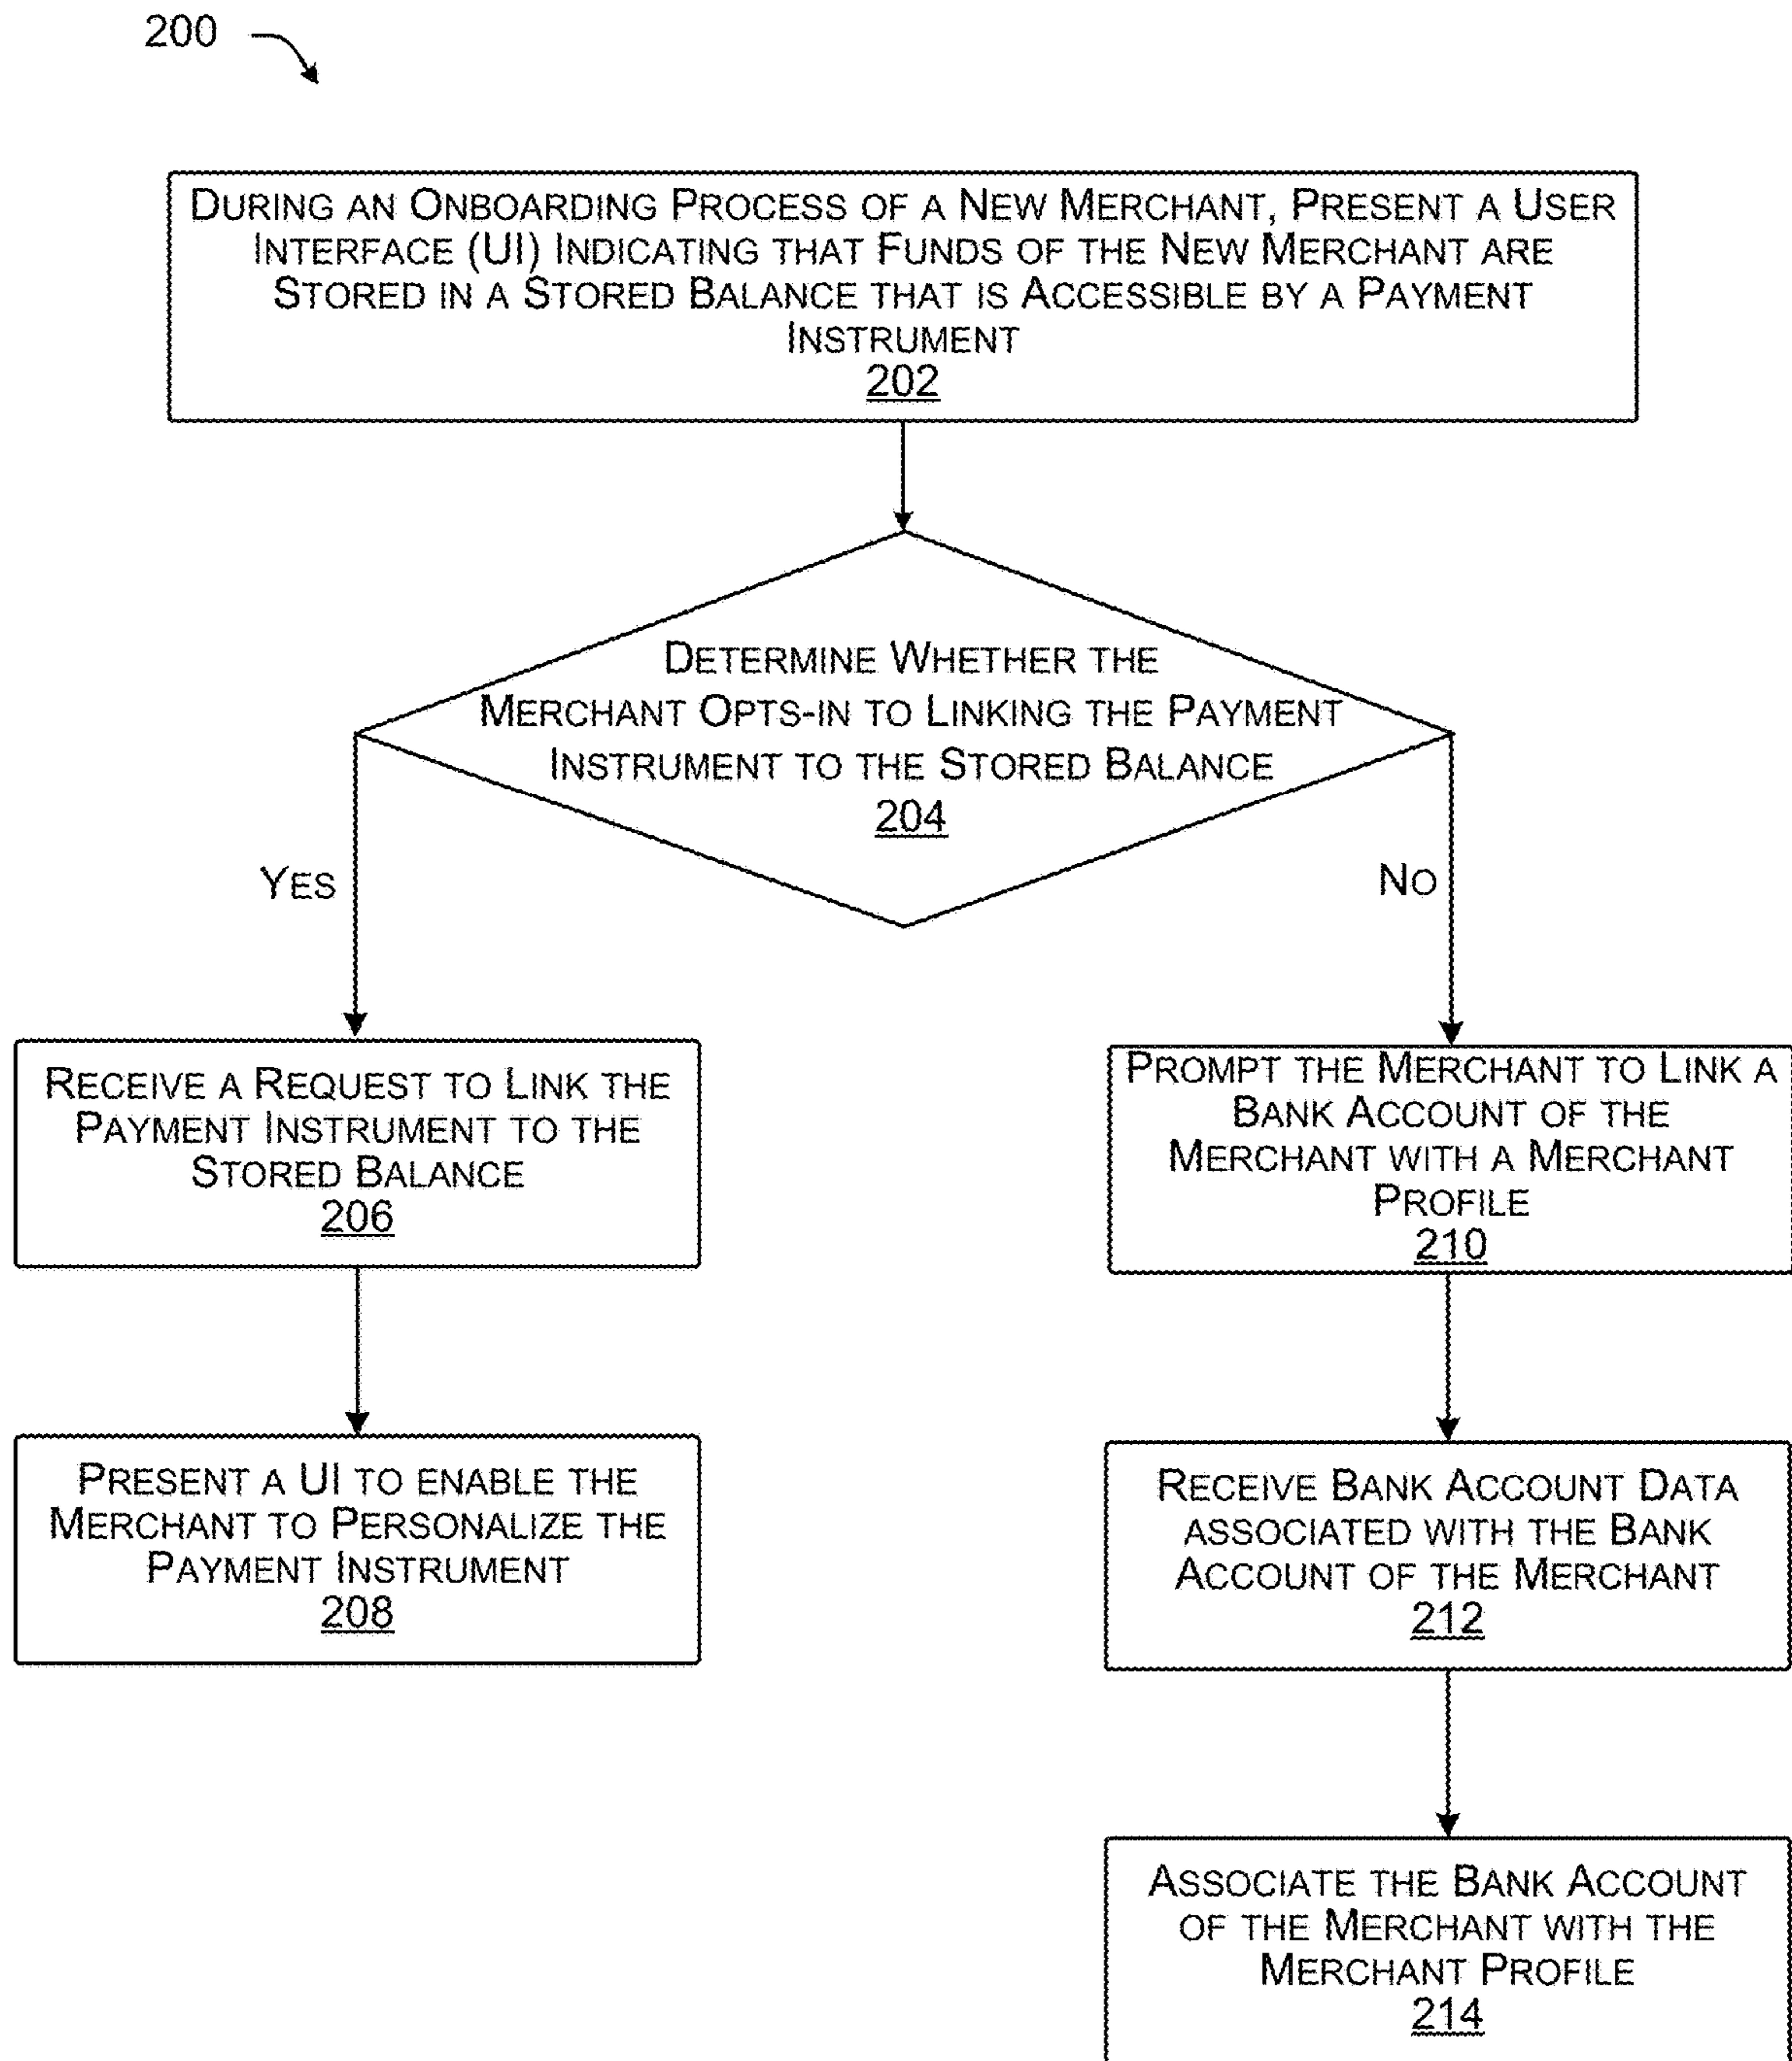 200
DURING AN ONBOARDING PROCESS OF A NEW MERCHANT, PRESENT A USER
INTERFACE (UI) INDICATING THAT FUNDS OF THE NEW MERCHANT ARE
STORED IN A STORED BALANCE THAT IS ACCESSIBLE BY A PAYMENT
INSTRUMENT
202
DETERMINE WHETHER THE
MERCHANT OPTS-IN TO LINKING THE PAYMENT
INSTRUMENT TO THE STORED BALANCE
204
YES
NO
RECEIVE A REQUEST TO LINK THE
PAYMENT INSTRUMENT TO THE
STORED BALANCE
206
PRESENT A UI TO ENABLE THE
MERCHANT TO PERSONALIZE THE
PAYMENT INSTRUMENT
208
PROMPT THE MERCHANT TO LINK A
BANK ACCOUNT OF THE
MERCHANT WITH A MERCHANT
PROFILE
210
RECEIVE BANK ACCOUNT DATA
ASSOCIATED WITH THE BANK
ACCOUNT OF THE MERCHANT
212
ASSOCIATE THE BANK ACCOUNT
OF THE MERCHANT WITH THE
MERCHANT PROFILE
214